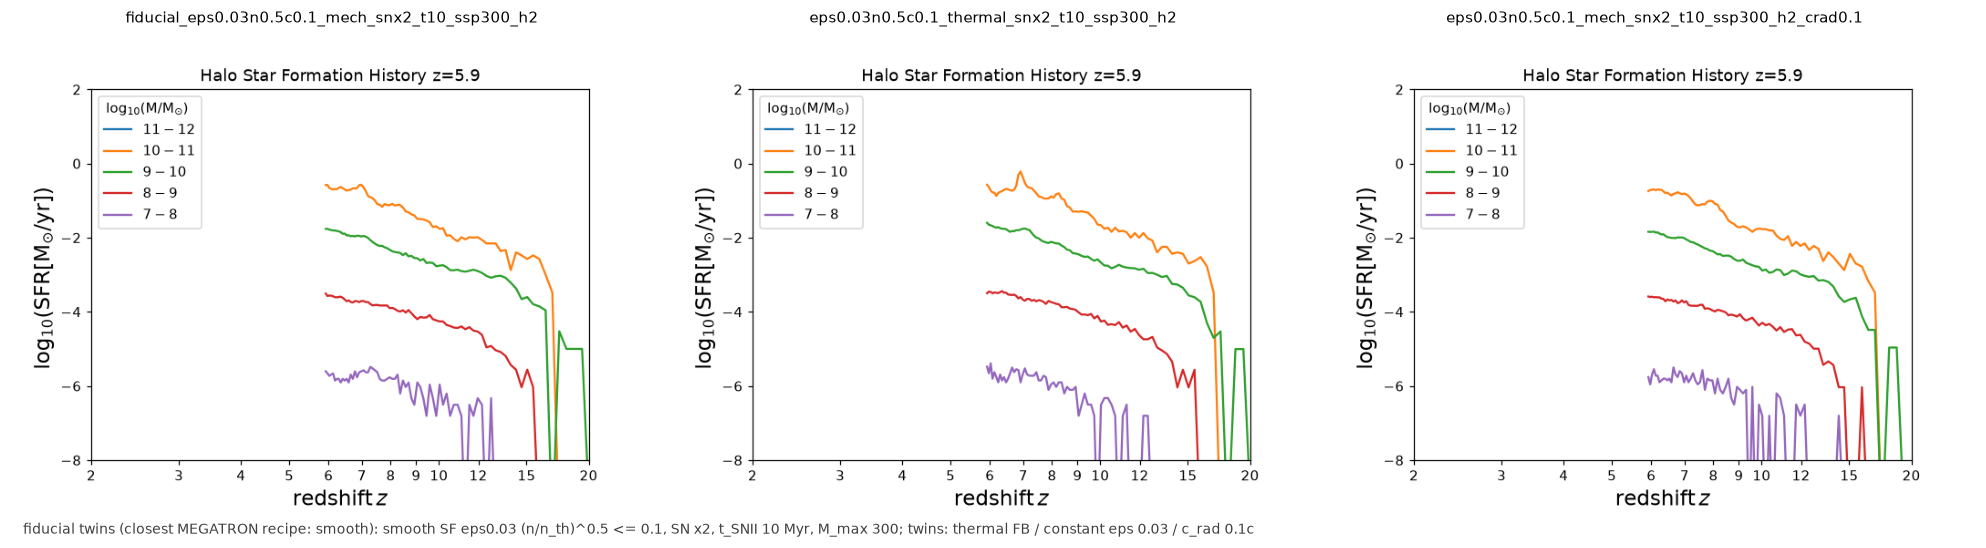 fiducial_eps0.03n0.5c0.1_mech_snx2_t10_ssp300_h2
Halo Star Formation History z=5.9
log₁₀(M/M⊙)
11 − 12
10 − 11
9 − 10
8 − 9
7 − 8
2
0
−2
−4
−6
−8
log₁₀(SFR[M⊙/yr])
2 3 4 5 6 7 8 9 10 12 15 20
redshift z
eps0.03n0.5c0.1_thermal_snx2_t10_ssp300_h2
Halo Star Formation History z=5.9
log₁₀(M/M⊙)
11 − 12
10 − 11
9 − 10
8 − 9
7 − 8
2
0
−2
−4
−6
−8
log₁₀(SFR[M⊙/yr])
2 3 4 5 6 7 8 9 10 12 15 20
redshift z
eps0.03n0.5c0.1_mech_snx2_t10_ssp300_h2_crad0.1
Halo Star Formation History z=5.9
log₁₀(M/M⊙)
11 − 12
10 − 11
9 − 10
8 − 9
7 − 8
2
0
−2
−4
−6
−8
log₁₀(SFR[M⊙/yr])
2 3 4 5 6 7 8 9 10 12 15 20
redshift z
fiducial twins (closest MEGATRON recipe: smooth): smooth SF eps0.03 (n/n_th)^0.5 <= 0.1, SN x2, t_SNII 10 Myr, M_max 300; twins: thermal FB / constant eps 0.03 / c_rad 0.1c